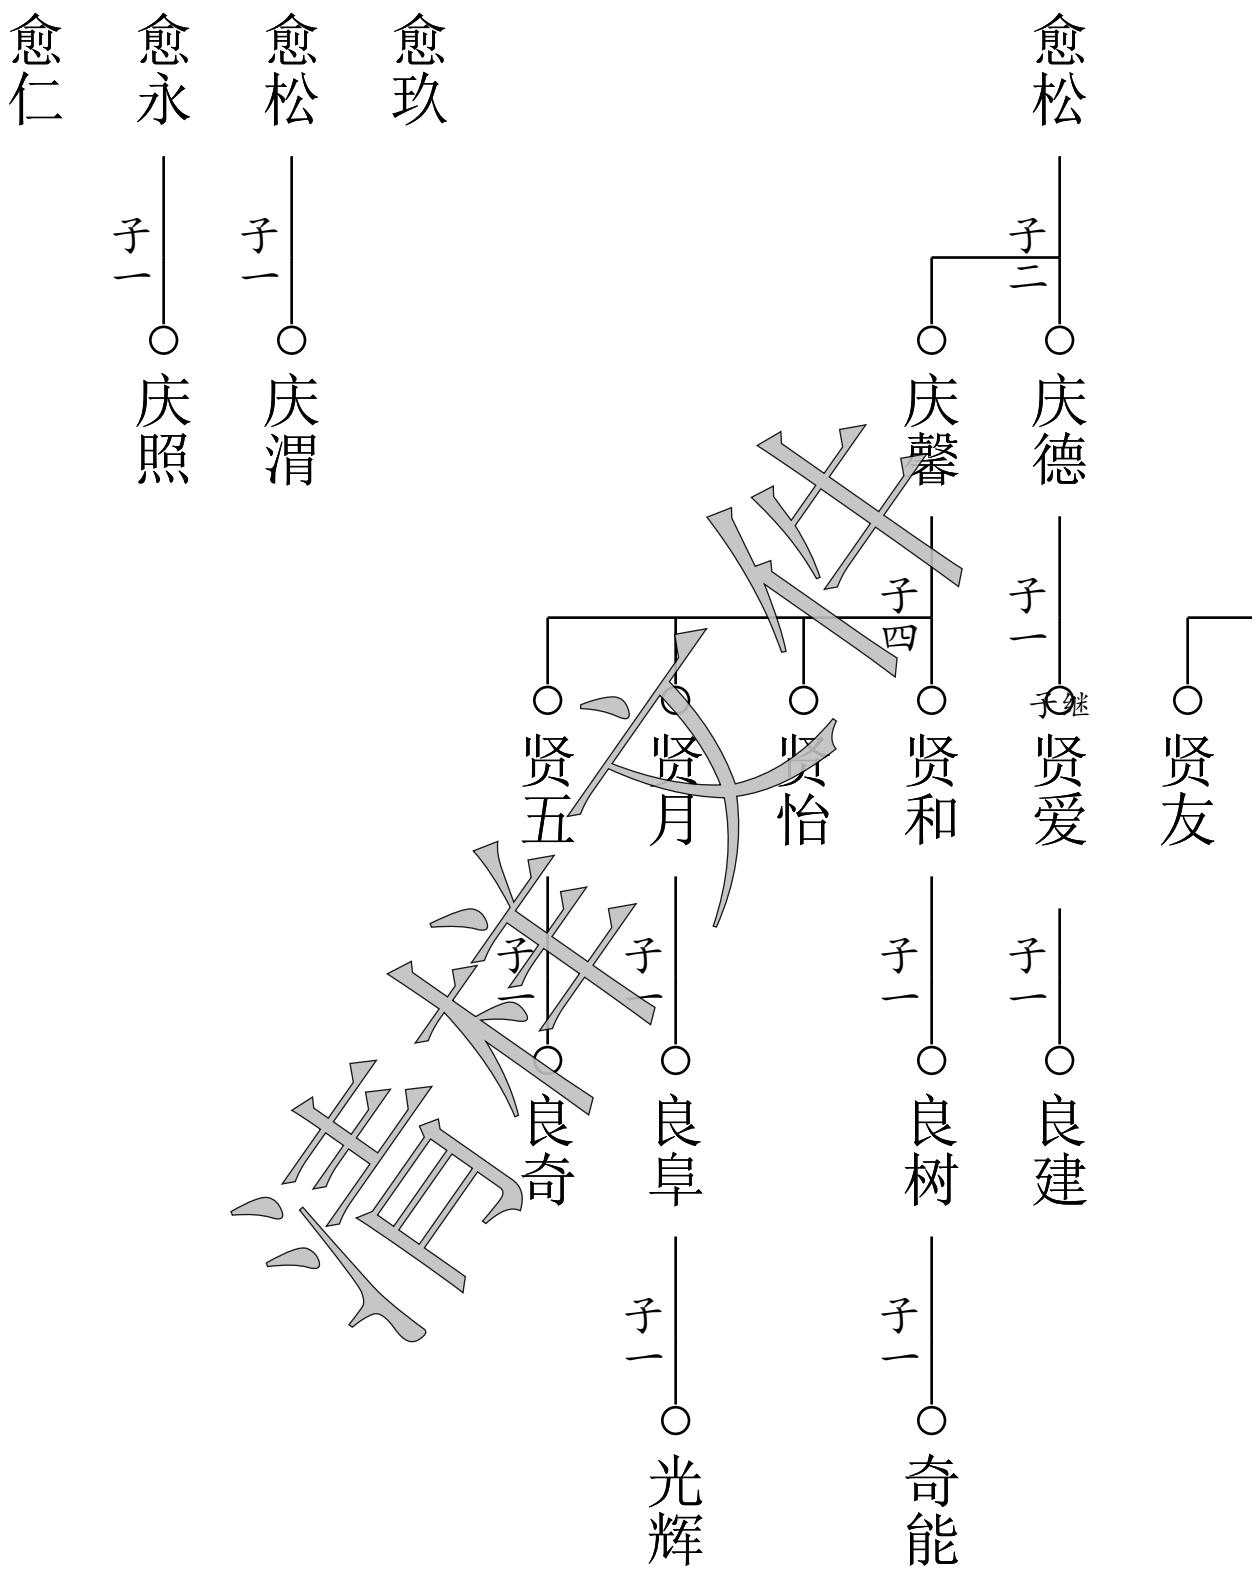 愈松
愈玖
愈松
愈永
愈仁
子二
子一
子一
庆德
庆馨
庆渭
庆照
子一
子四
继子
贤友
贤爱
贤和
贤怡
贤月
贤五
子一
子一
子一
子一
良建
良树
良阜
良奇
子一
子一
奇能
光辉